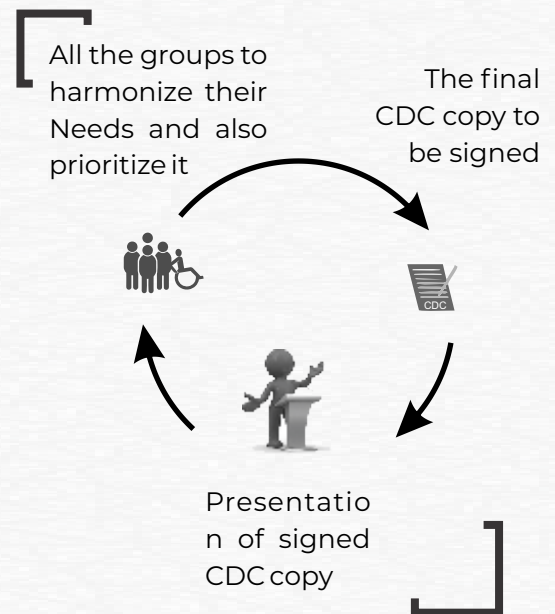 All the groups to
harmonize their
Needs and also
prioritize it
The final
CDC copy to
be signed
CDC
Presentatio
n of signed
CDC copy